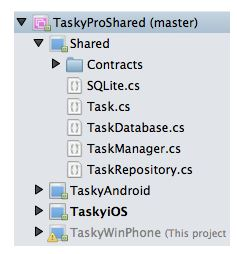 TaskyProShared (master)
Shared
Contracts
SQLite.cs
Task.cs
TaskDatabase.cs
TaskManager.cs
TaskRepository.cs
TaskyAndroid
TaskyiOS
TaskyWinPhone (This project